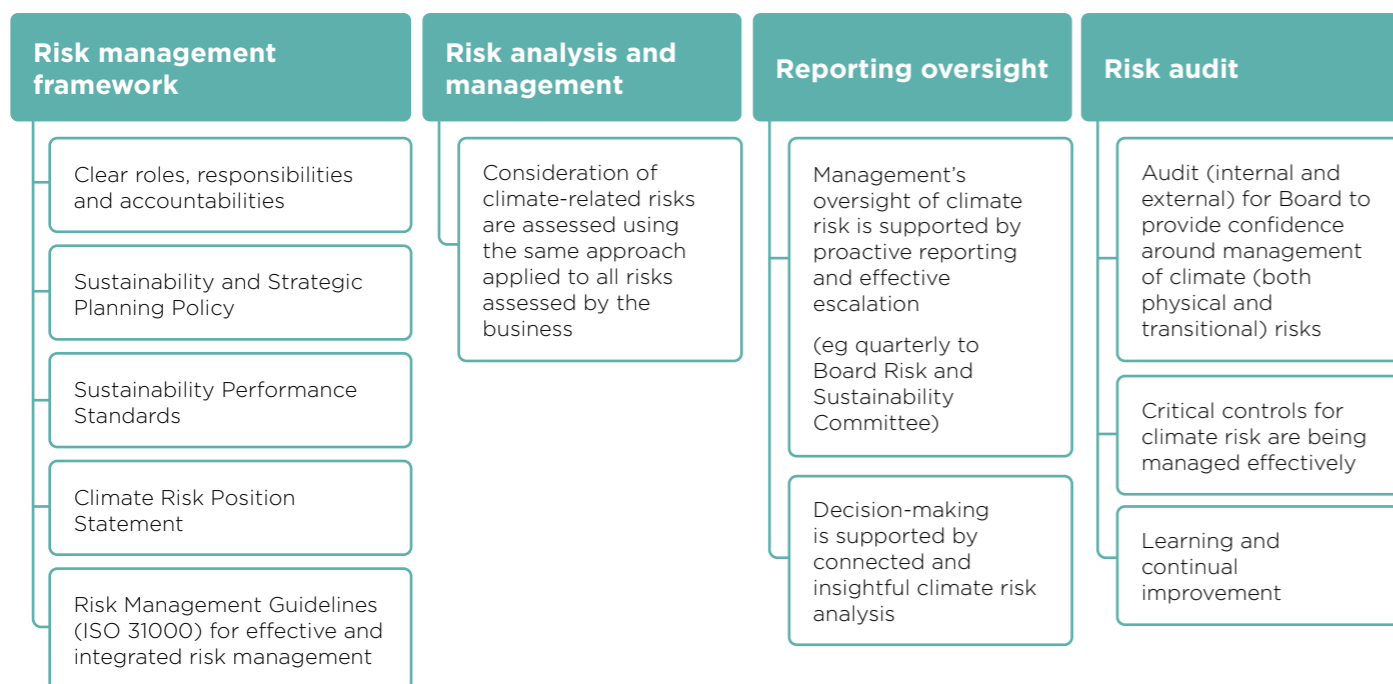 Risk management
framework
Clear roles, responsibilities
and accountabilities
Sustainability and Strategic
Planning Policy
Sustainability Performance
Standards
Climate Risk Position
Statement
Risk Management Guidelines
(ISO 31000) for effective and
integrated risk management
Risk analysis and
management
Consideration of
climate-related risks
are assessed using
the same approach
applied to all risks
assessed by the
business
Reporting oversight
Management’s
oversight of climate
risk is supported by
proactive reporting
and effective
escalation
(eg quarterly to
Board Risk and
Sustainability
Committee)
Decision-making
is supported by
connected and
insightful climate risk
analysis
Risk audit
Audit (internal and
external) for Board to
provide confidence
around management
of climate (both
physical and
transitional) risks
Critical controls for
climate risk are being
managed effectively
Learning and
continual
improvement